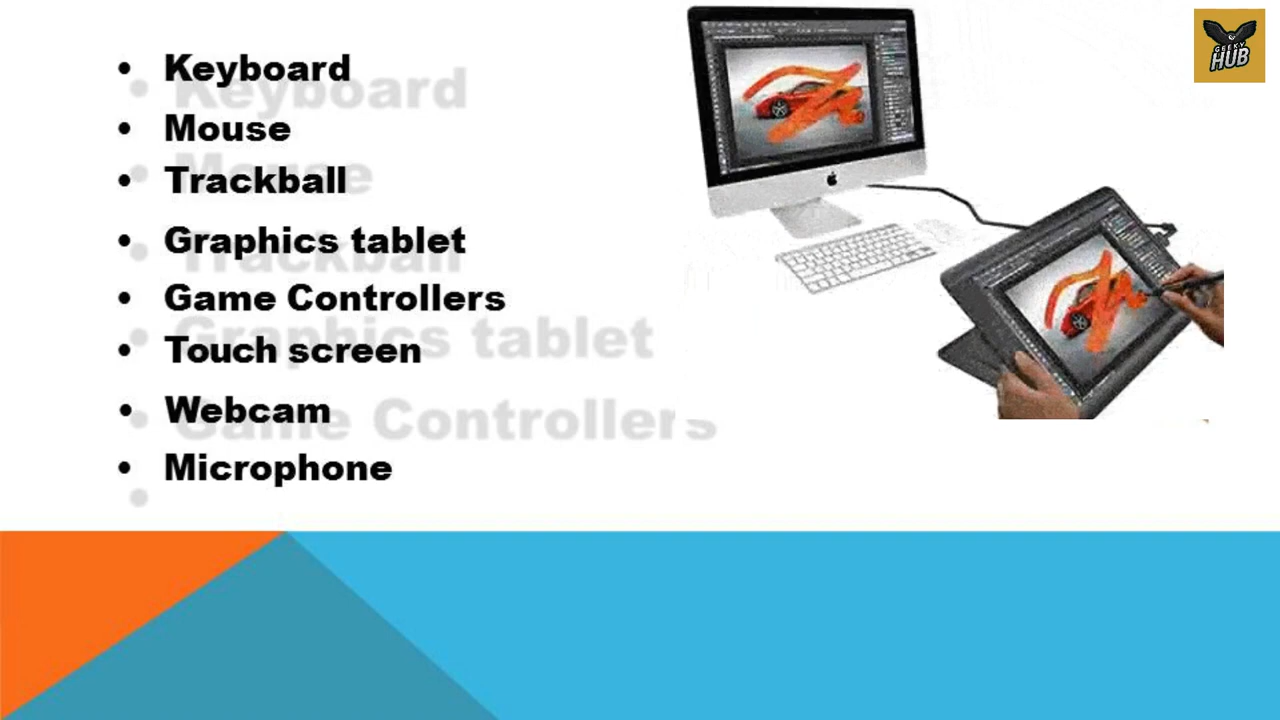 • Keyboard
• Mouse
• Trackball
• Graphics tablet
• Game Controllers
• Touch screen
• Webcam
• Microphone
GEEKY
HUB